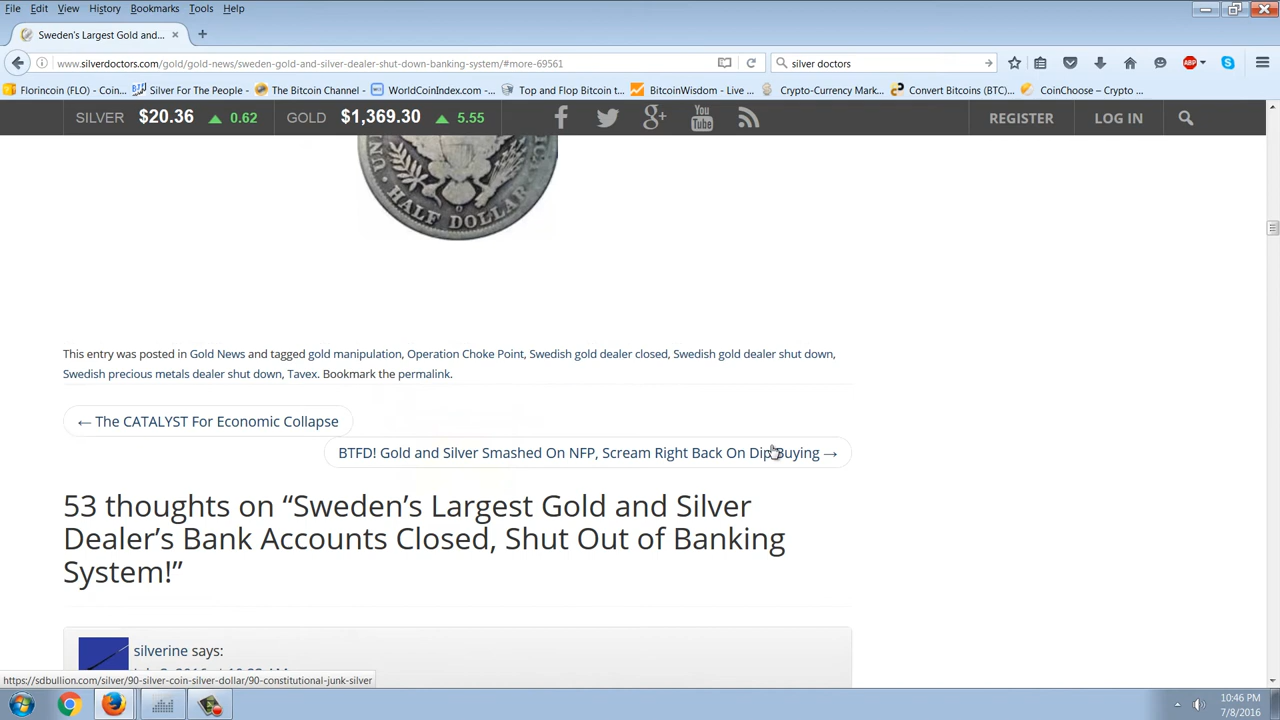 File Edit View History Bookmarks Tools Help
Sweden's Largest Gold and...
www.silverdoctors.com/gold/gold-news/sweden-gold-and-silver-dealer-shut-down-banking-system/#more-69561
silver doctors
ABP
Florincoin (FLO) - Coin... Silver For The People - ... The Bitcoin Channel - ... WorldCoinIndex.com - ... Top and Flop Bitcoin t... BitcoinWisdom - Live ... Crypto-Currency Mark... Convert Bitcoins (BTC)... CoinChoose – Crypto ...
SILVER $20.36 ▲ 0.62 GOLD $1,369.30 ▲ 5.55 You Tube REGISTER LOG IN
HALF DOLLAR
This entry was posted in Gold News and tagged gold manipulation, Operation Choke Point, Swedish gold dealer closed, Swedish gold dealer shut down,
Swedish precious metals dealer shut down, Tavex. Bookmark the permalink.
← The CATALYST For Economic Collapse
BTFD! Gold and Silver Smashed On NFP, Scream Right Back On Dip Buying →
53 thoughts on “Sweden’s Largest Gold and Silver
Dealer’s Bank Accounts Closed, Shut Out of Banking
System!”
silverine says:
https://sdbullion.com/silver/90-silver-coin-silver-dollar/90-constitutional-junk-silver
10:46 PM
7/8/2016